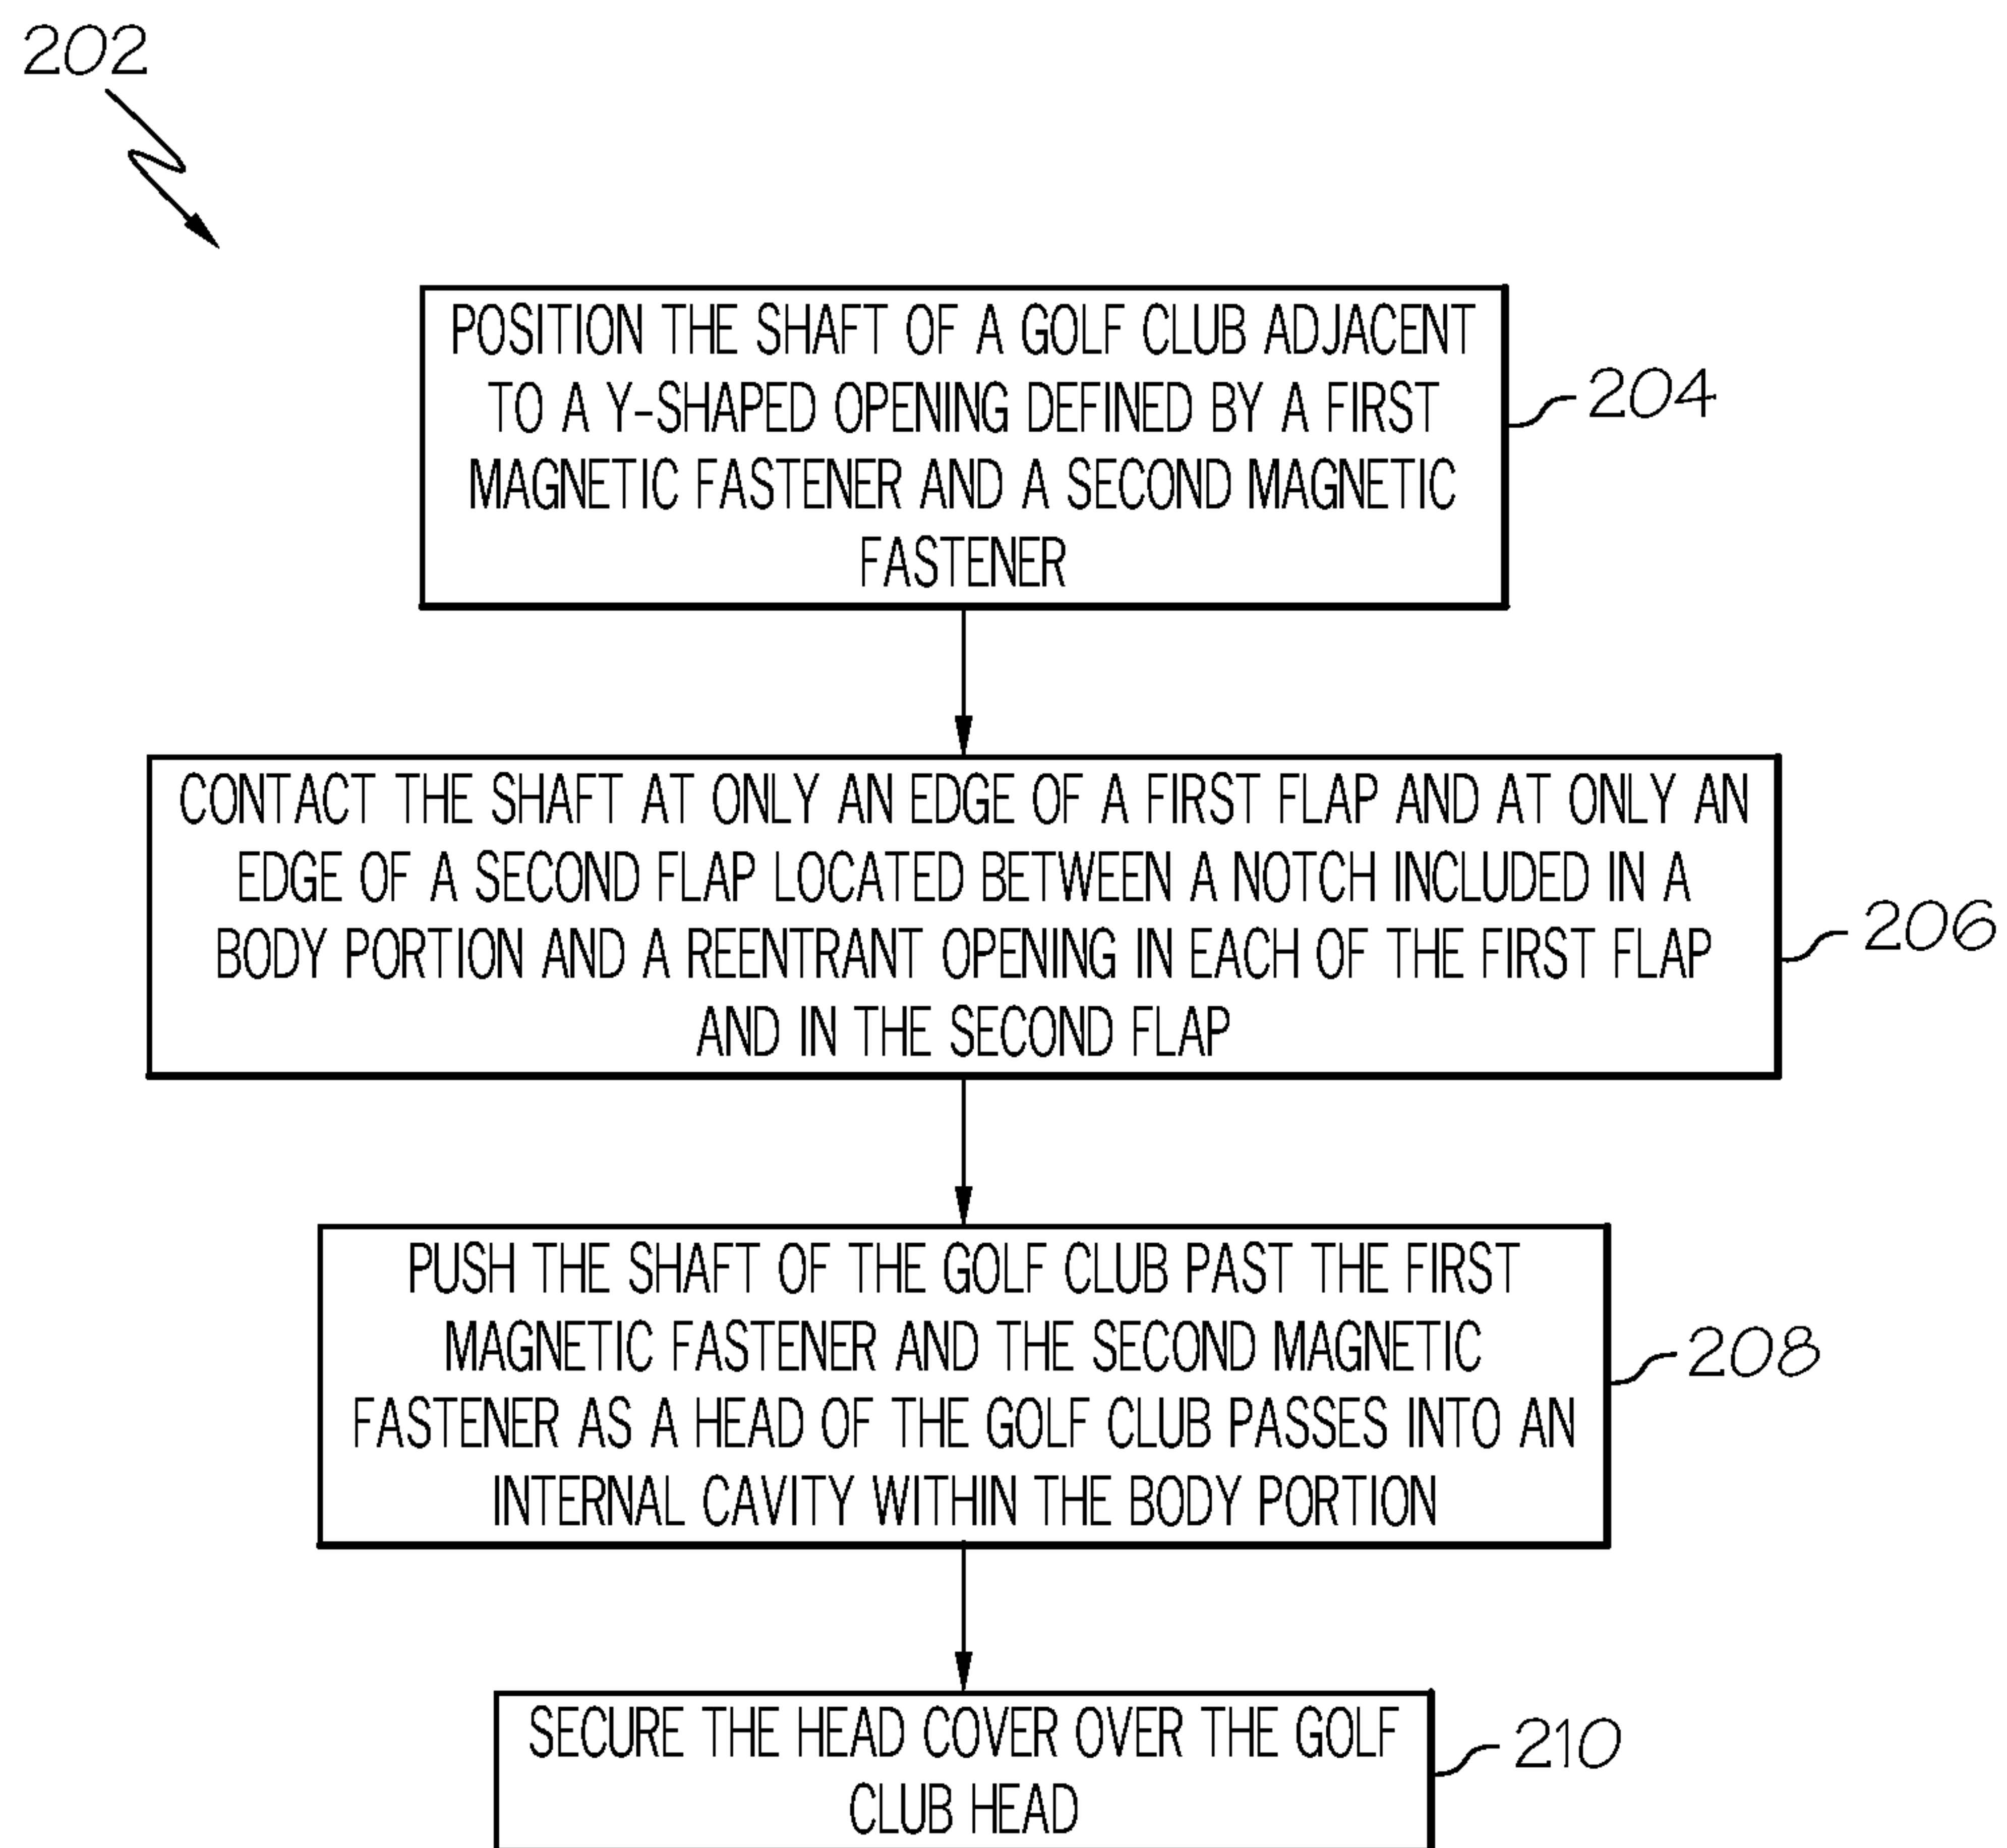 202
POSITION THE SHAFT OF A GOLF CLUB ADJACENT
TO A Y-SHAPED OPENING DEFINED BY A FIRST
MAGNETIC FASTENER AND A SECOND MAGNETIC
FASTENER
204
CONTACT THE SHAFT AT ONLY AN EDGE OF A FIRST FLAP AND AT ONLY AN
EDGE OF A SECOND FLAP LOCATED BETWEEN A NOTCH INCLUDED IN A
BODY PORTION AND A REENTRANT OPENING IN EACH OF THE FIRST FLAP
AND IN THE SECOND FLAP
206
PUSH THE SHAFT OF THE GOLF CLUB PAST THE FIRST
MAGNETIC FASTENER AND THE SECOND MAGNETIC
FASTENER AS A HEAD OF THE GOLF CLUB PASSES INTO AN
INTERNAL CAVITY WITHIN THE BODY PORTION
208
SECURE THE HEAD COVER OVER THE GOLF
CLUB HEAD
210